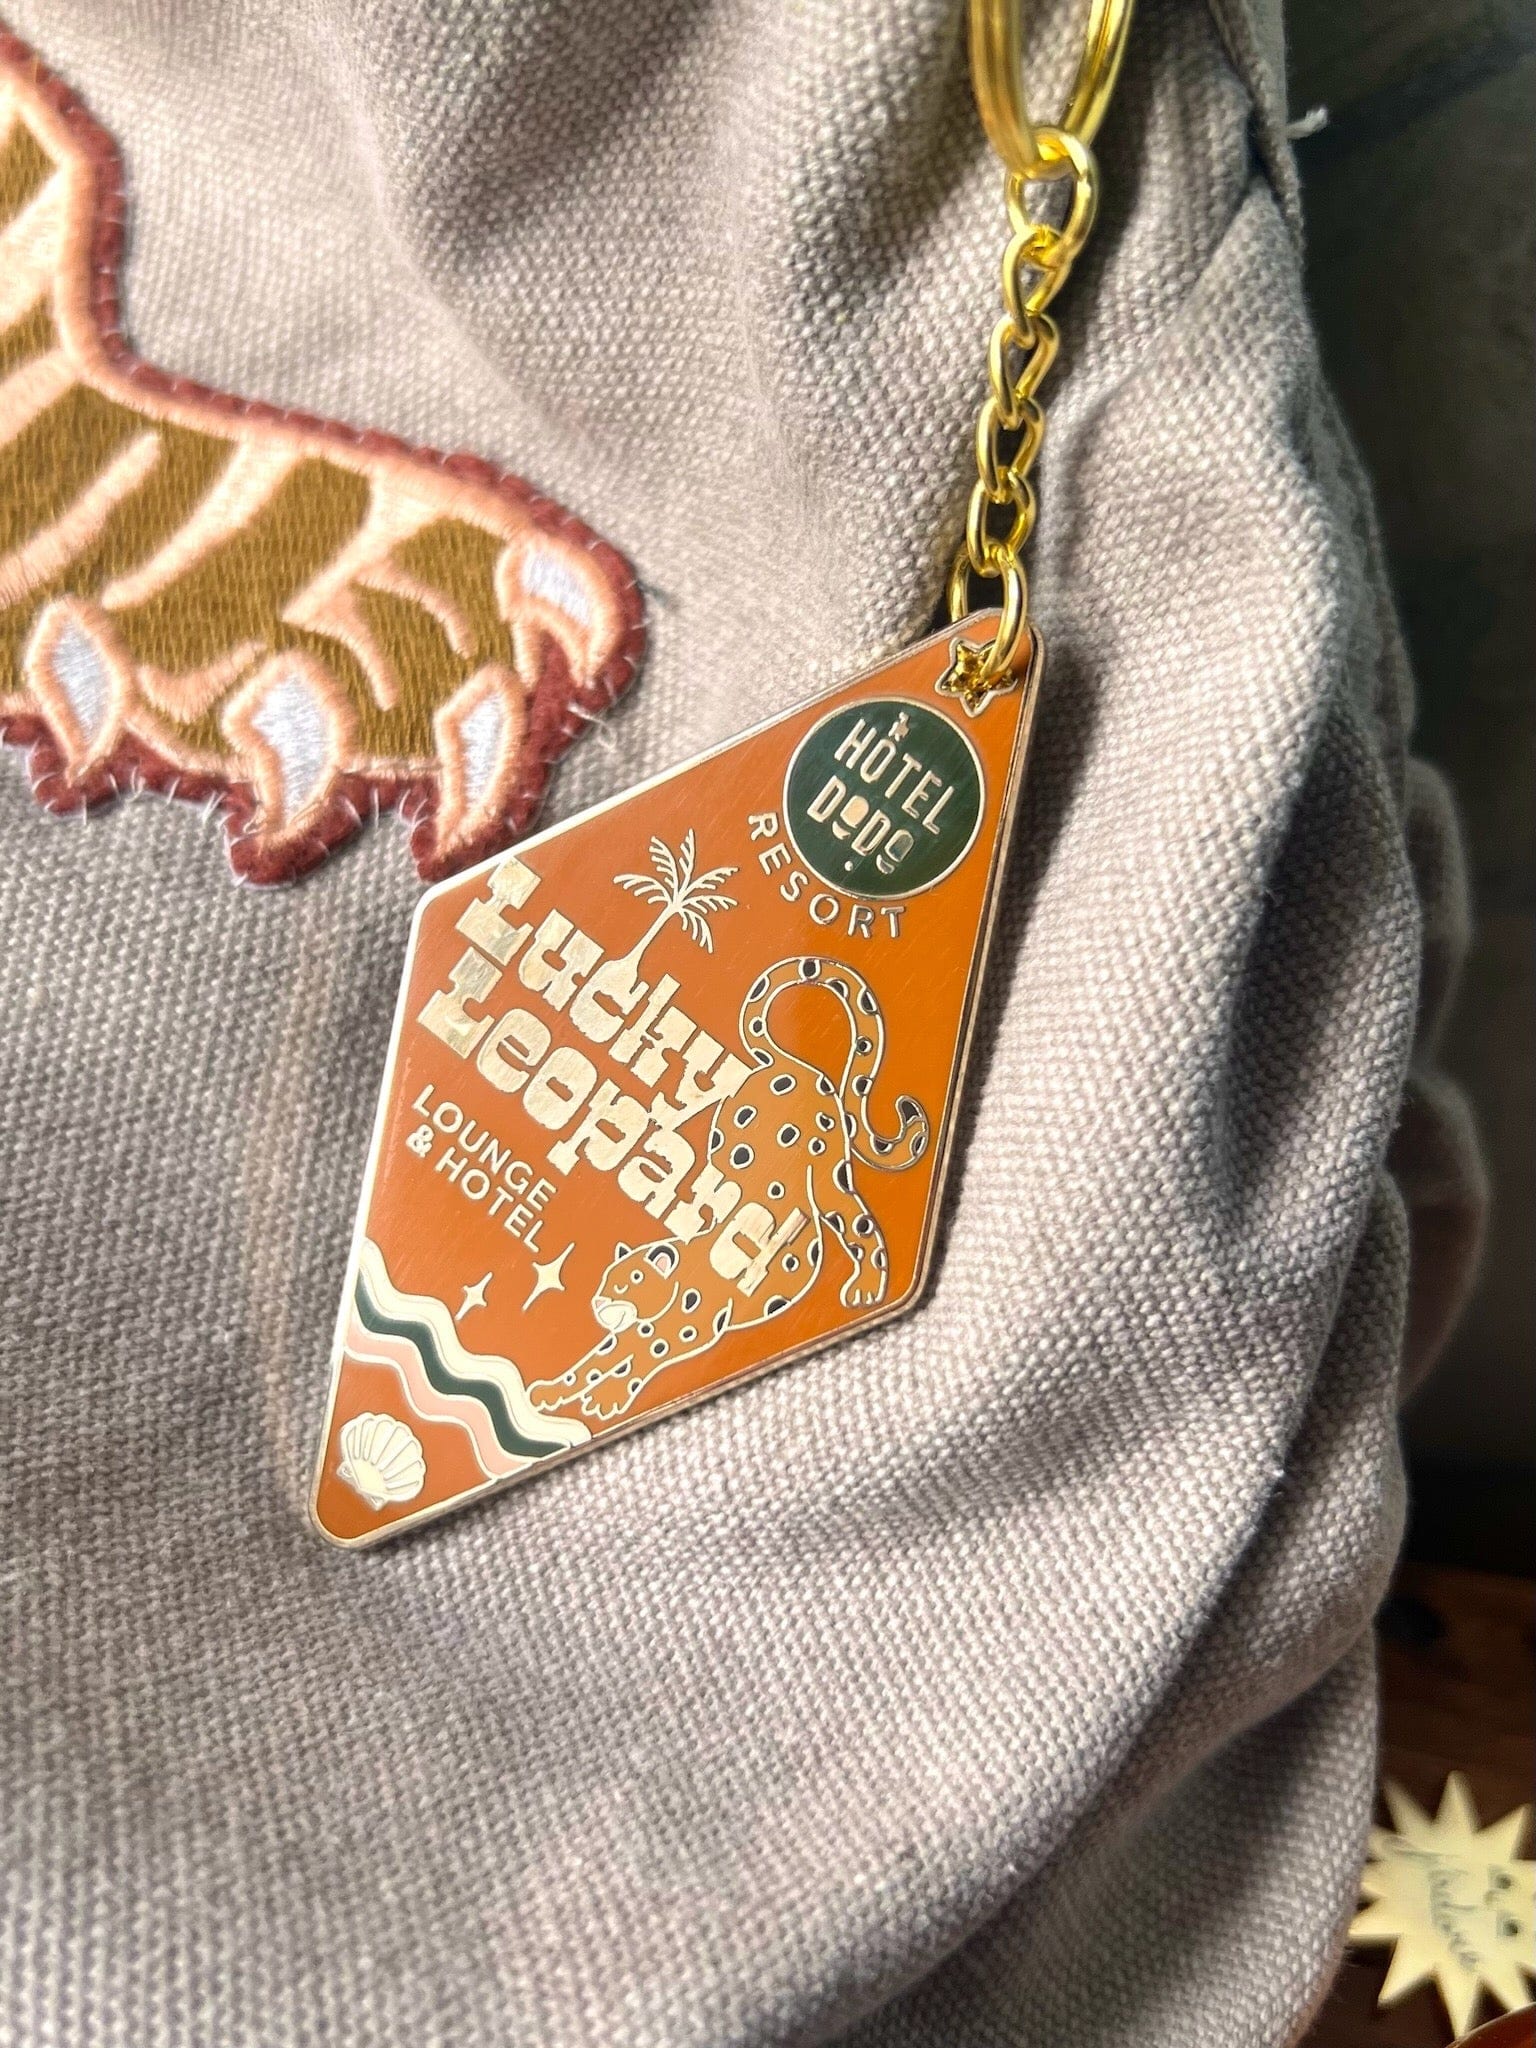 HÔTEL
DODO
RESORT
Lucky
Leopard
LOUNGE
& HOTEL